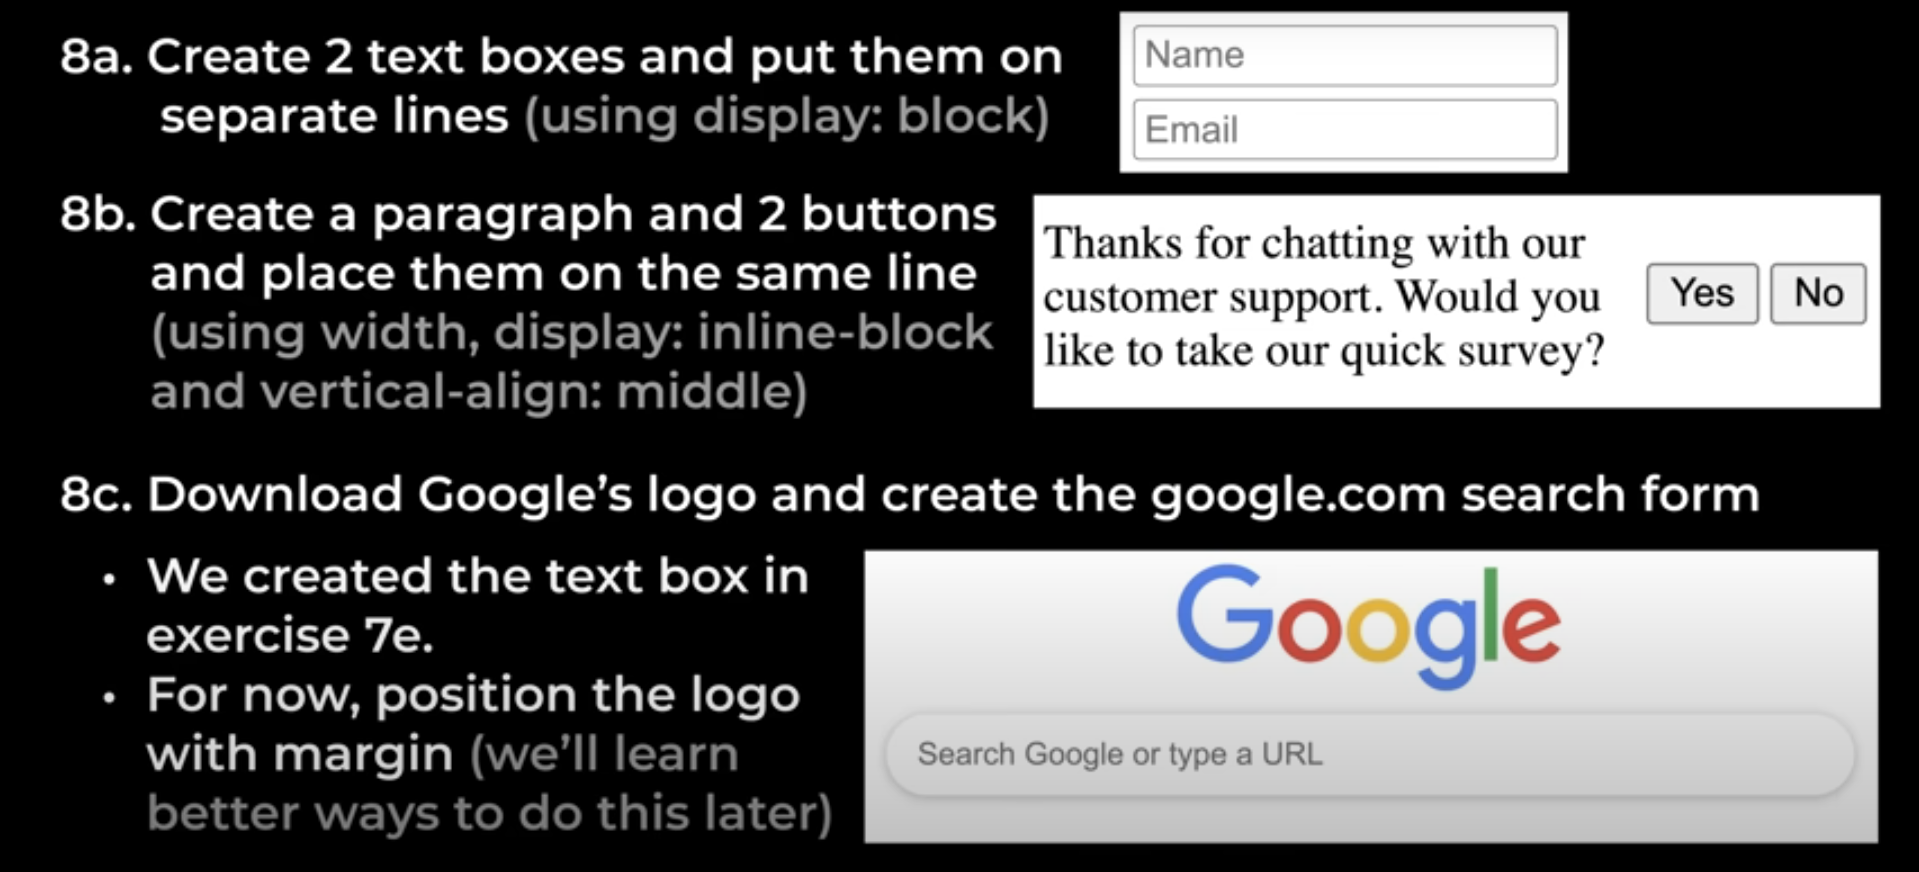 8a. Create 2 text boxes and put them on
separate lines (using display: block)
Name
Email
8b. Create a paragraph and 2 buttons
and place them on the same line
(using width, display: inline-block
and vertical-align: middle)
Thanks for chatting with our
customer support. Would you
like to take our quick survey?
Yes No
8c. Download Google’s logo and create the google.com search form
• We created the text box in
exercise 7e.
• For now, position the logo
with margin (we’ll learn
better ways to do this later)
Google
Search Google or type a URL